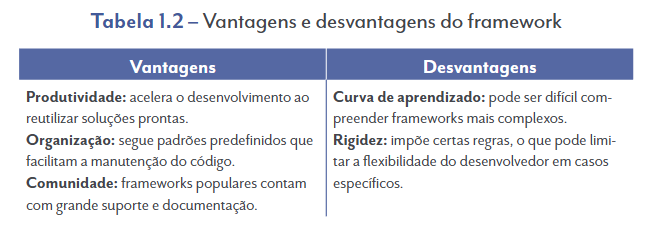 Tabela 1.2 – Vantagens e desvantagens do framework
Vantagens
Produtividade: acelera o desenvolvimento ao
reutilizar soluções prontas.
Organização: segue padrões predefinidos que
facilitam a manutenção do código.
Comunidade: frameworks populares contam
com grande suporte e documentação.
Desvantagens
Curva de aprendizado: pode ser difícil com-
preender frameworks mais complexos.
Rigidez: impõe certas regras, o que pode limi-
tar a flexibilidade do desenvolvedor em casos
específicos.